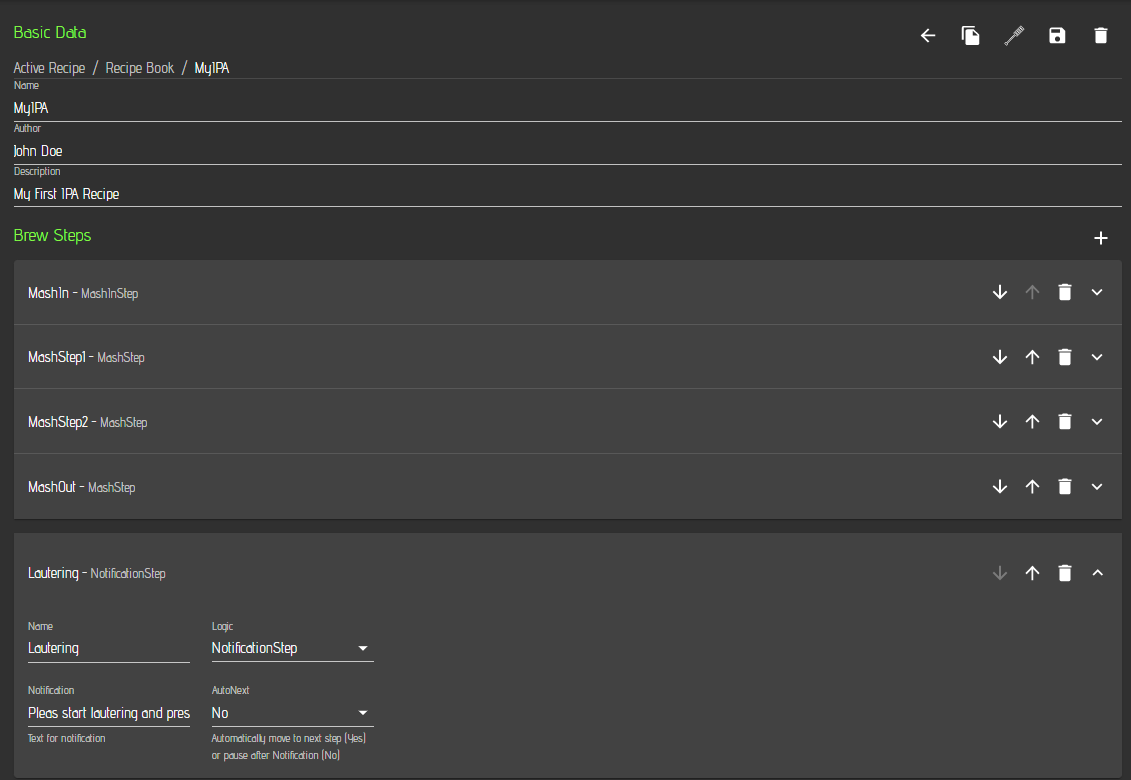 Basic Data
Active Recipe / Recipe Book / MyIPA
Name
MyIPA
Author
John Doe
Description
My First IPA Recipe
Brew Steps
MashIn - MashInStep
MashStep1 - MashStep
MashStep2 - MashStep
MashOut - MashStep
Lautering - NotificationStep
Name
Lautering
Logic
NotificationStep
Notification
Pleas start lautering and pres
Text for notification
AutoNext
No
Automatically move to next step (Yes)
or pause after Notification (No)